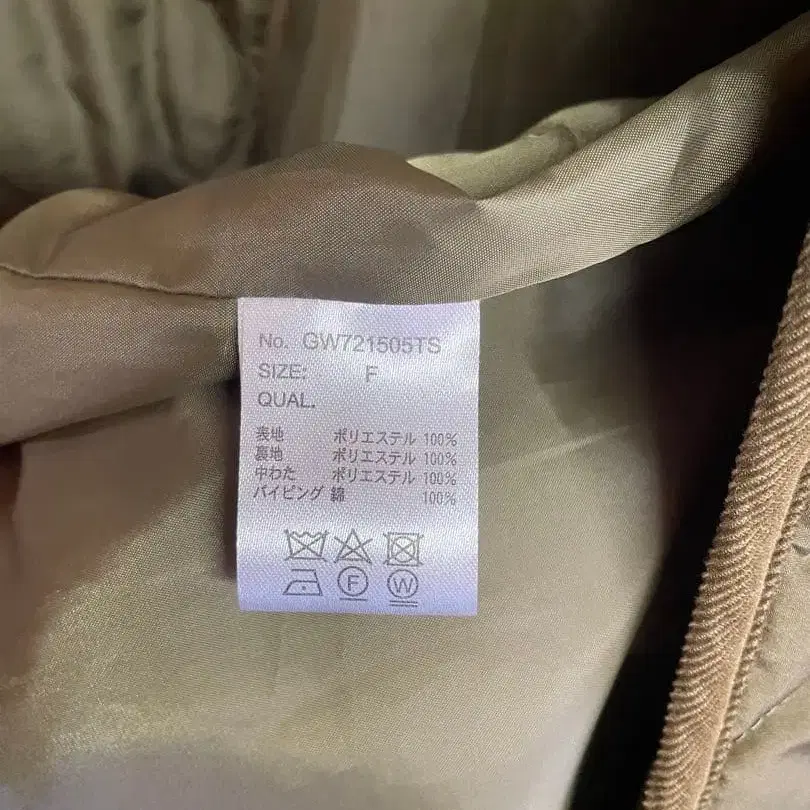 No. GW721505TS
SIZE: F
QUAL.
表地 ポリエステル 100%
裏地 ポリエステル 100%
中わた ポリエステル 100%
パイピング 綿 100%
F W